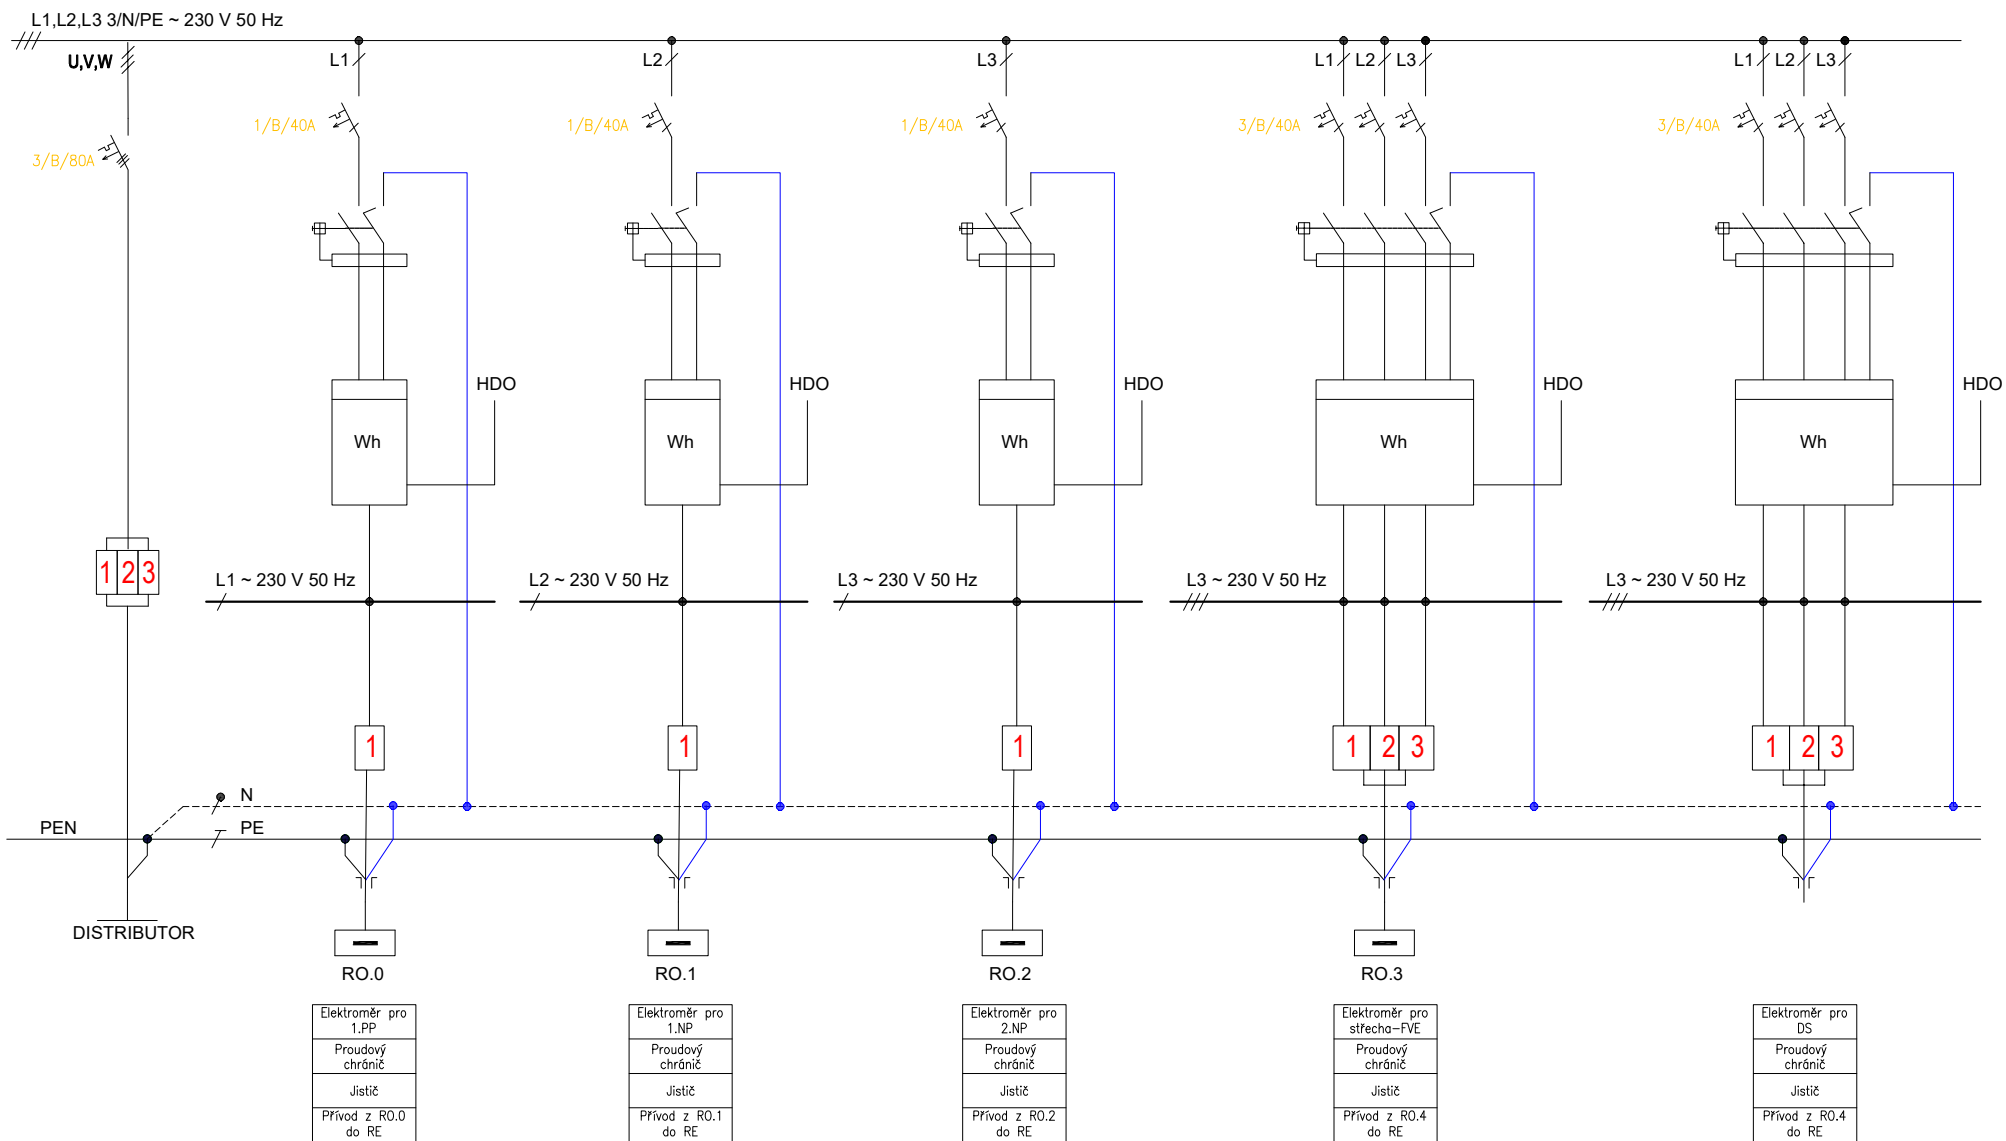 L1,L2,L3 3/N/PE ~ 230 V 50 Hz
U,V,W
L1
L2
L3
L1
L2
L3
L1
L2
L3
3/B/80A
1/B/40A
1/B/40A
1/B/40A
3/B/40A
3/B/40A
HDO
HDO
HDO
HDO
HDO
Wh
Wh
Wh
Wh
Wh
1 2 3
L1 ~ 230 V 50 Hz
L2 ~ 230 V 50 Hz
L3 ~ 230 V 50 Hz
L3 ~ 230 V 50 Hz
L3 ~ 230 V 50 Hz
1
1
1
1 2 3
1 2 3
N
PEN
PE
DISTRIBUTOR
RO.0
RO.1
RO.2
RO.3
Elektroměr pro
1.PP
Proudový
chránič
Jistič
Přívod z RO.0
do RE
Elektroměr pro
1.NP
Proudový
chránič
Jistič
Přívod z RO.1
do RE
Elektroměr pro
2.NP
Proudový
chránič
Jistič
Přívod z RO.2
do RE
Elektroměr pro
střecha-FVE
Proudový
chránič
Jistič
Přívod z RO.4
do RE
Elektroměr pro
DS
Proudový
chránič
Jistič
Přívod z RO.4
do RE